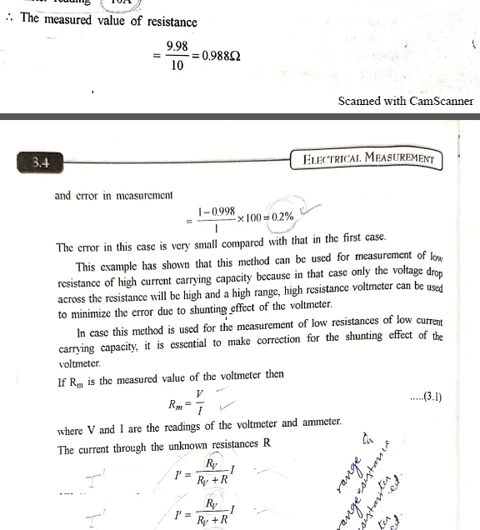 10A
∴ The measured value of resistance
= 9.98/10 = 0.988Ω
Scanned with CamScanner
3.4
ELECTRICAL MEASUREMENT
and error in measurement
= 1-0.998/1 × 100 = 0.2%
The error in this case is very small compared with that in the first case.
This example has shown that this method can be used for measurement of low
resistance of high current carrying capacity because in that case only the voltage drop
across the resistance will be high and a high range, high resistance voltmeter can be used
to minimize the error due to shunting effect of the voltmeter.
In case this method is used for the measurement of low resistances of low current
carrying capacity, it is essential to make correction for the shunting effect of the
voltmeter.
If Rm is the measured value of the voltmeter then
Rm = V/I .....(3.1)
where V and I are the readings of the voltmeter and ammeter.
The current through the unknown resistances R
I' = Rv/Rv + R I
I' = Rv/Rv + R I
range